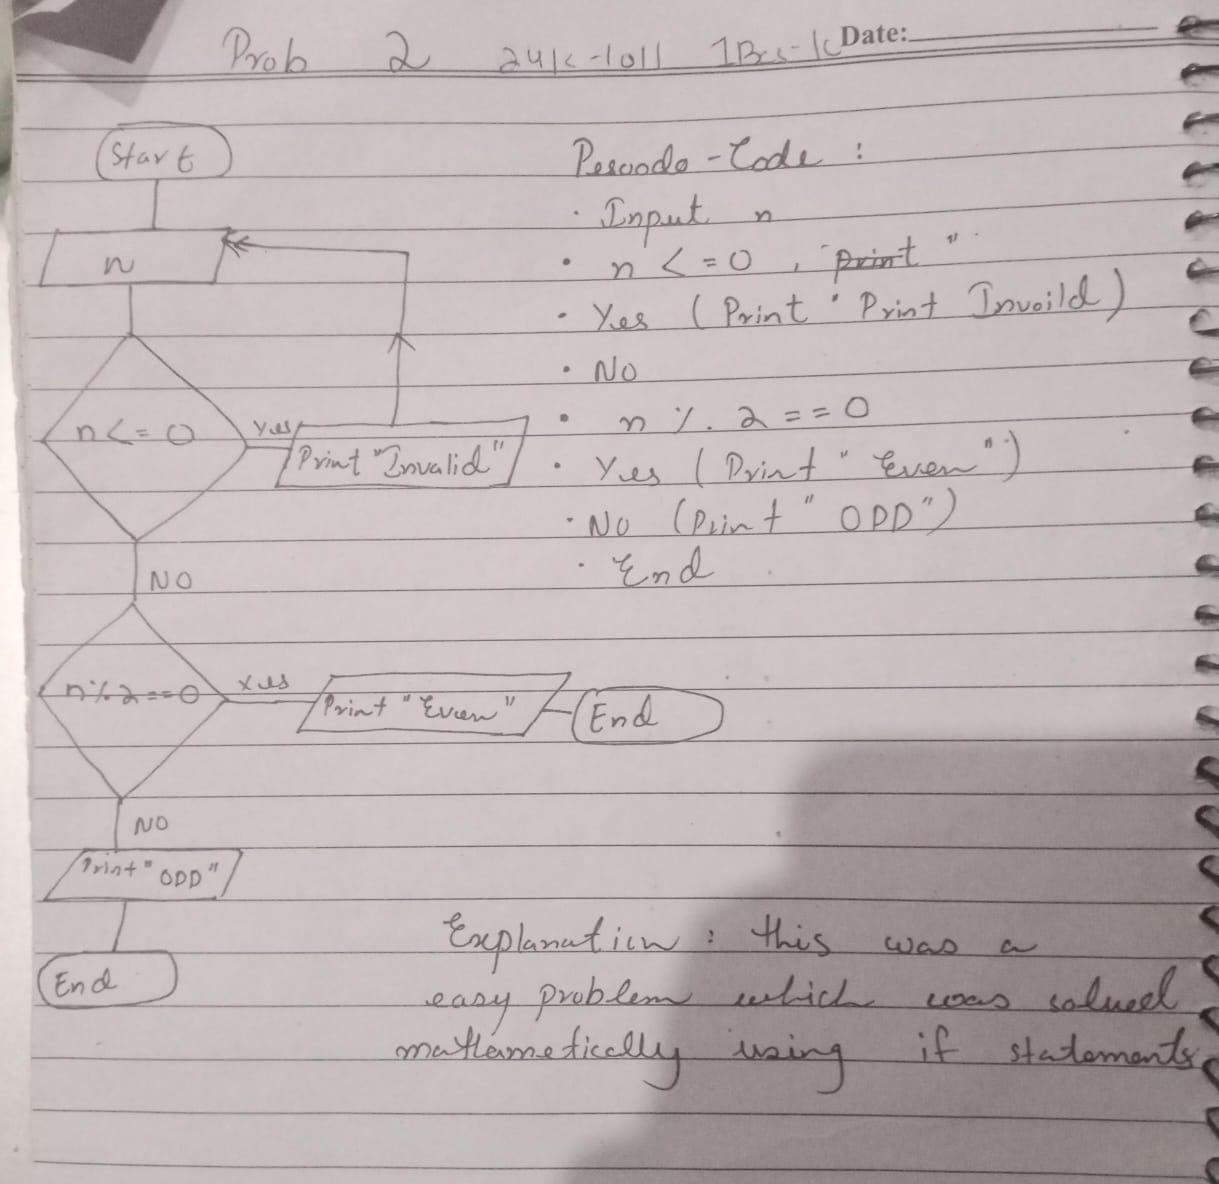 Prob 2 24k-1011 1Bcs-1c Date:
Start
n
n <= 0
Yes
Print "Invalid"
NO
n % 2 == 0
Yes
Print "Even"
End
NO
Print "ODD"
End
Pesuodo-Code :
· Input n
· n <= 0 , "print"
· Yes (Print " Print Invaild)
· NO
· n % 2 == 0
· Yes (Print "Even")
· No (Print "ODD")
· End
Explanation : this was a
easy problem which was solved
mathemetically using if statements